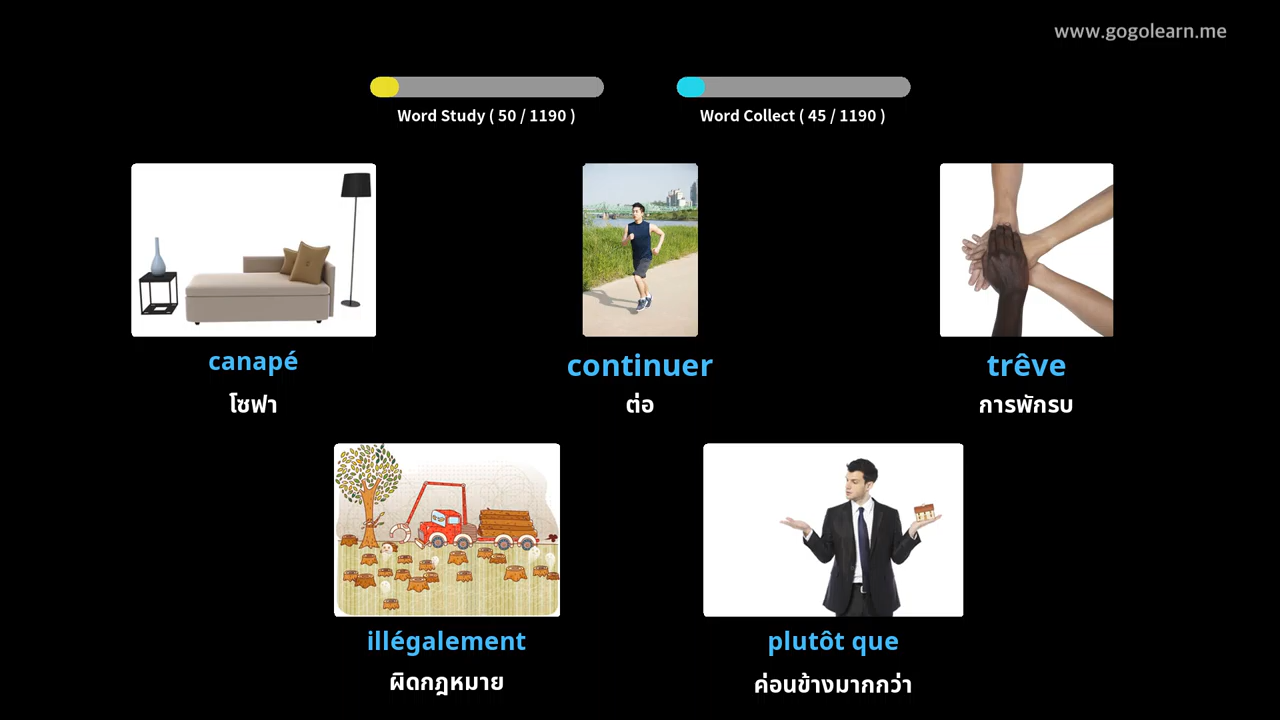 www.gogolearn.me
Word Study ( 50 / 1190 )
Word Collect ( 45 / 1190 )
canapé
continuer
trêve
โซฟา
ต่อ
การพักรบ
illégalement
plutôt que
ผิดกฎหมาย
ค่อนข้างมากกว่า